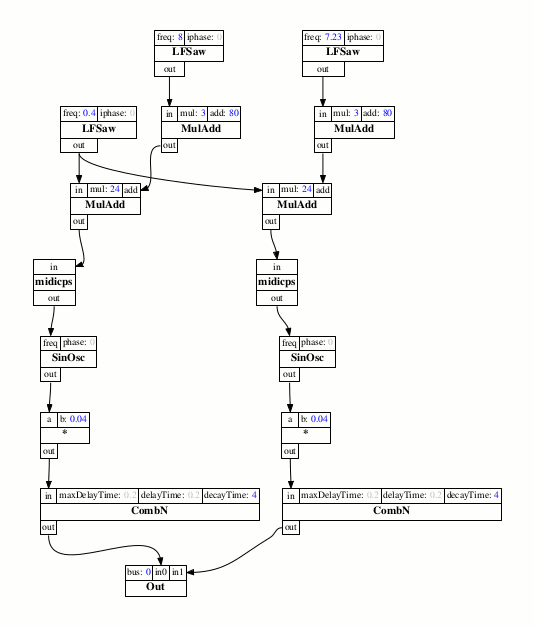 freq: 8 iphase: 0
LFSaw
out
freq: 7.23 iphase: 0
LFSaw
out
freq: 0.4 iphase: 0
LFSaw
out
in mul: 3 add: 80
MulAdd
out
in mul: 3 add: 80
MulAdd
out
in mul: 24 add
MulAdd
out
in mul: 24 add
MulAdd
out
in
midicps
out
in
midicps
out
freq phase: 0
SinOsc
out
freq phase: 0
SinOsc
out
a b: 0.04
*
out
a b: 0.04
*
out
in maxDelayTime: 0.2 delayTime: 0.2 decayTime: 4
CombN
out
in maxDelayTime: 0.2 delayTime: 0.2 decayTime: 4
CombN
out
bus: 0 in0 in1
Out